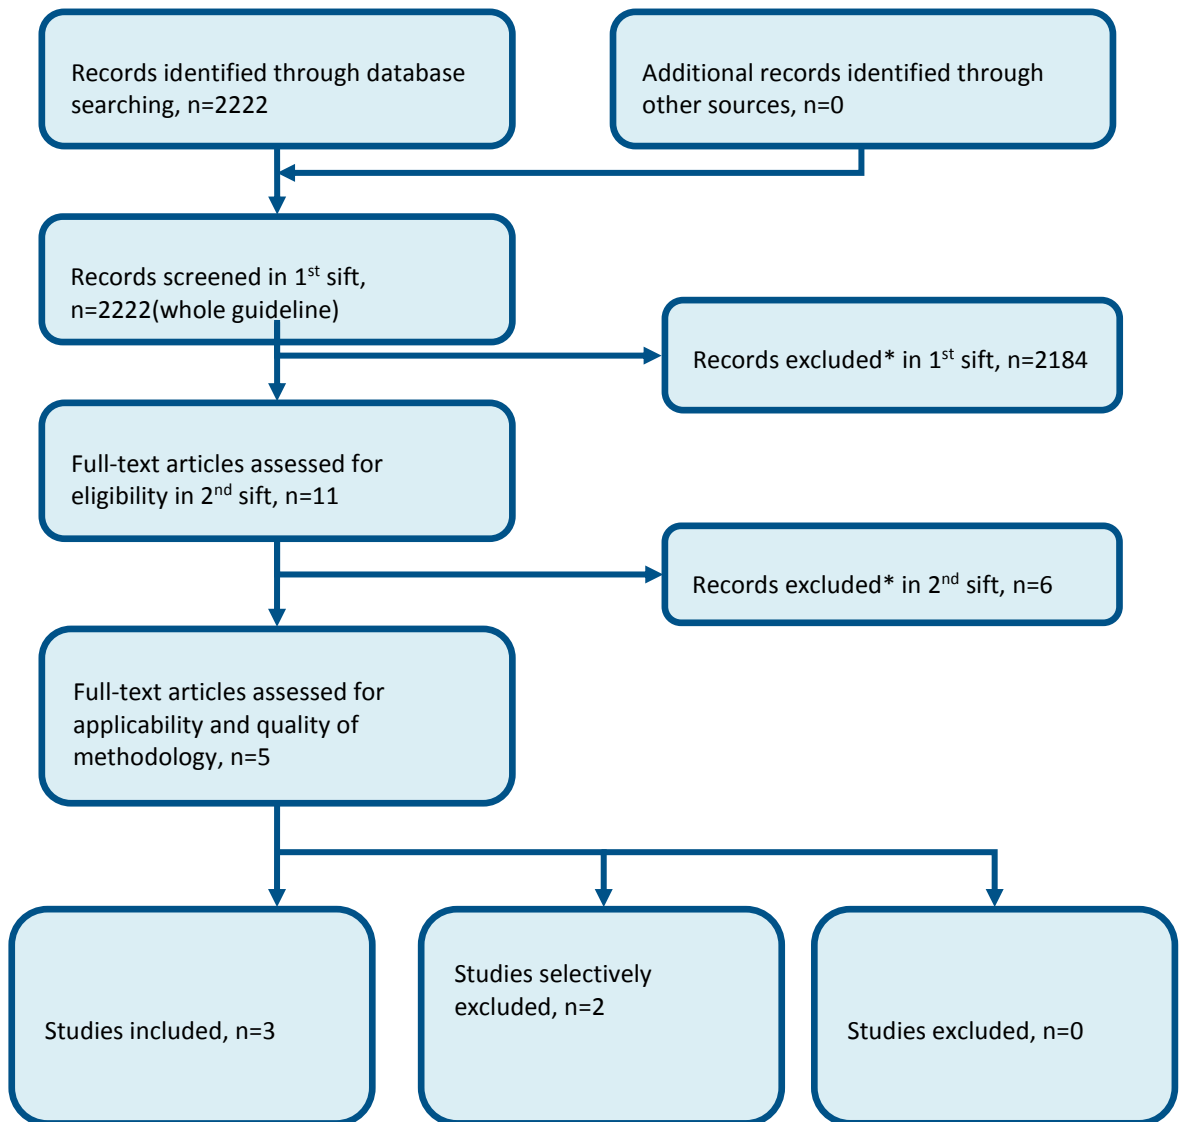 Records identified through database
searching, n=2222
Additional records identified through
other sources, n=0
Records screened in 1st sift,
n=2222(whole guideline)
Records excluded* in 1st sift, n=2184
Full-text articles assessed for
eligibility in 2nd sift, n=11
Records excluded* in 2nd sift, n=6
Full-text articles assessed for
applicability and quality of
methodology, n=5
Studies included, n=3
Studies selectively
excluded, n=2
Studies excluded, n=0